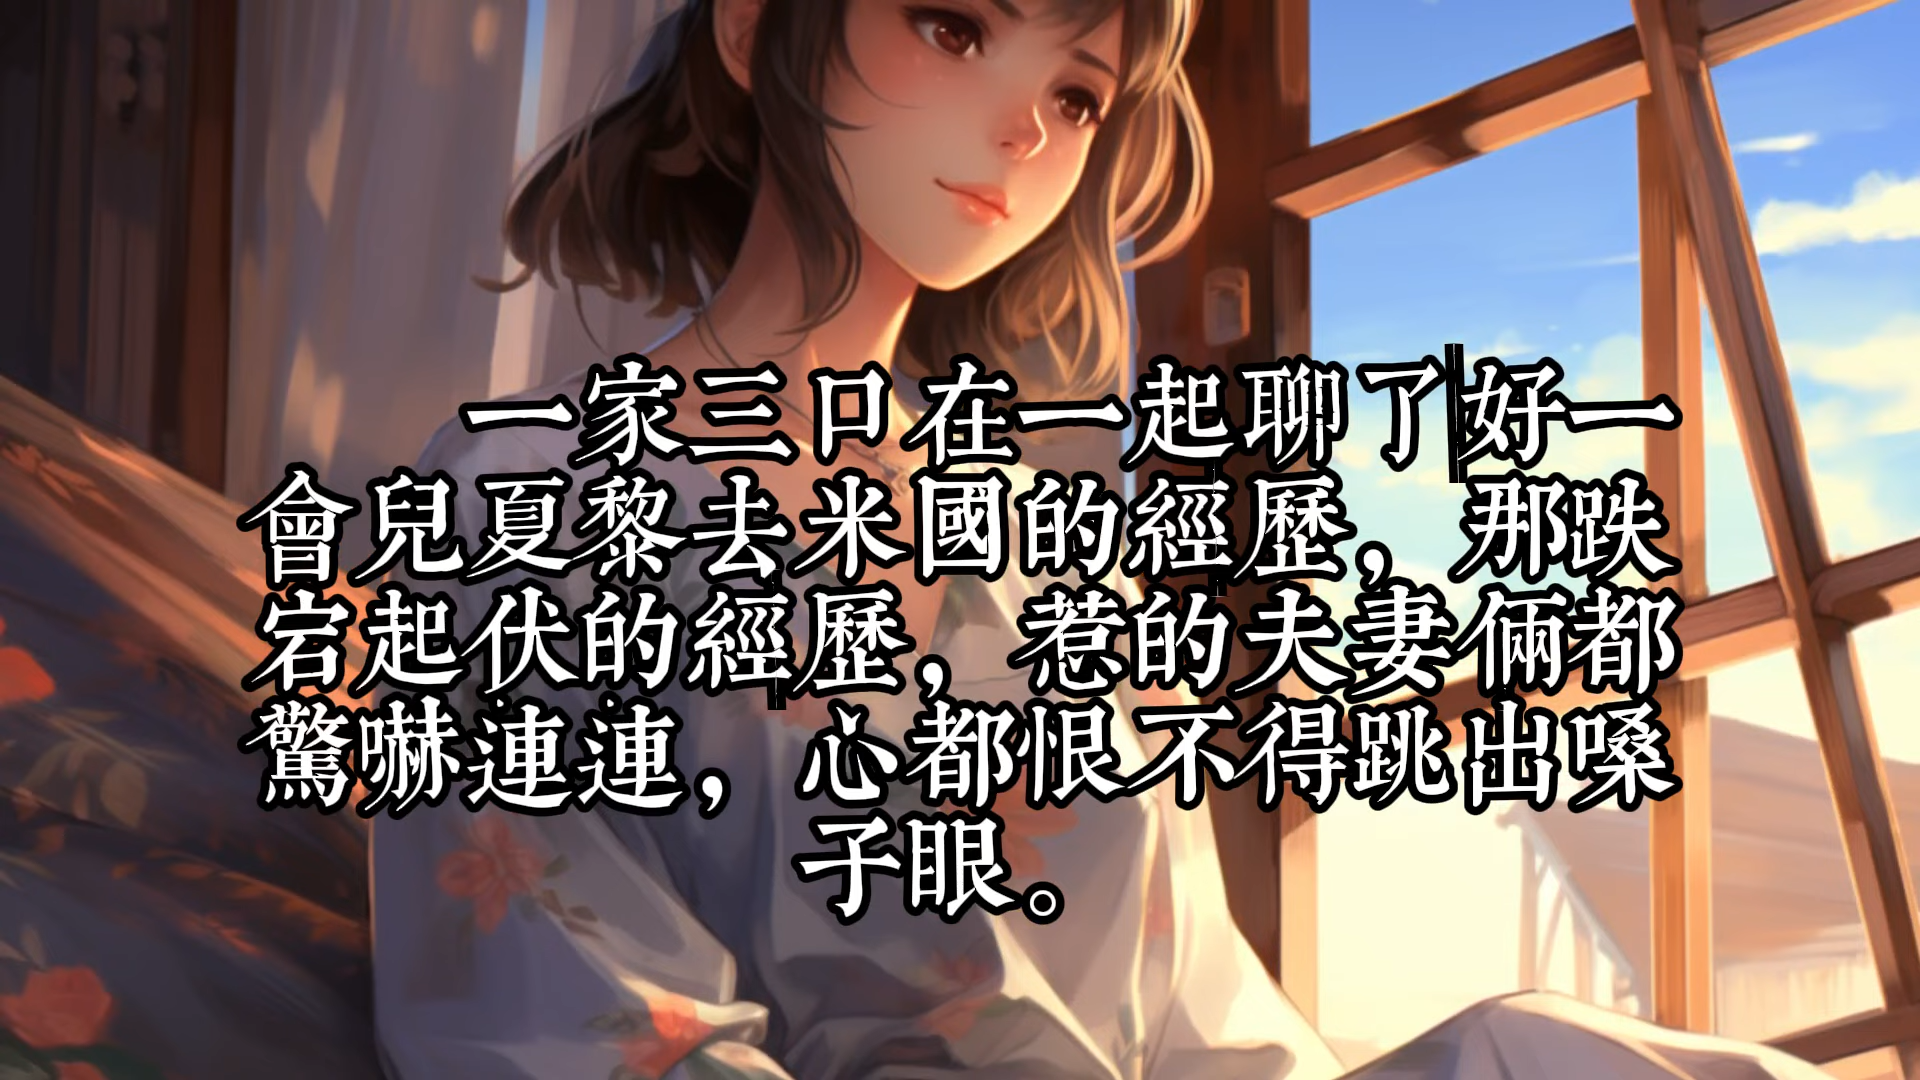 一家三口在一起聊了好一
會兒夏黎去米國的經歷，那跌
宕起伏的經歷，惹的夫妻倆都
驚嚇連連，心都恨不得跳出嗓
子眼。